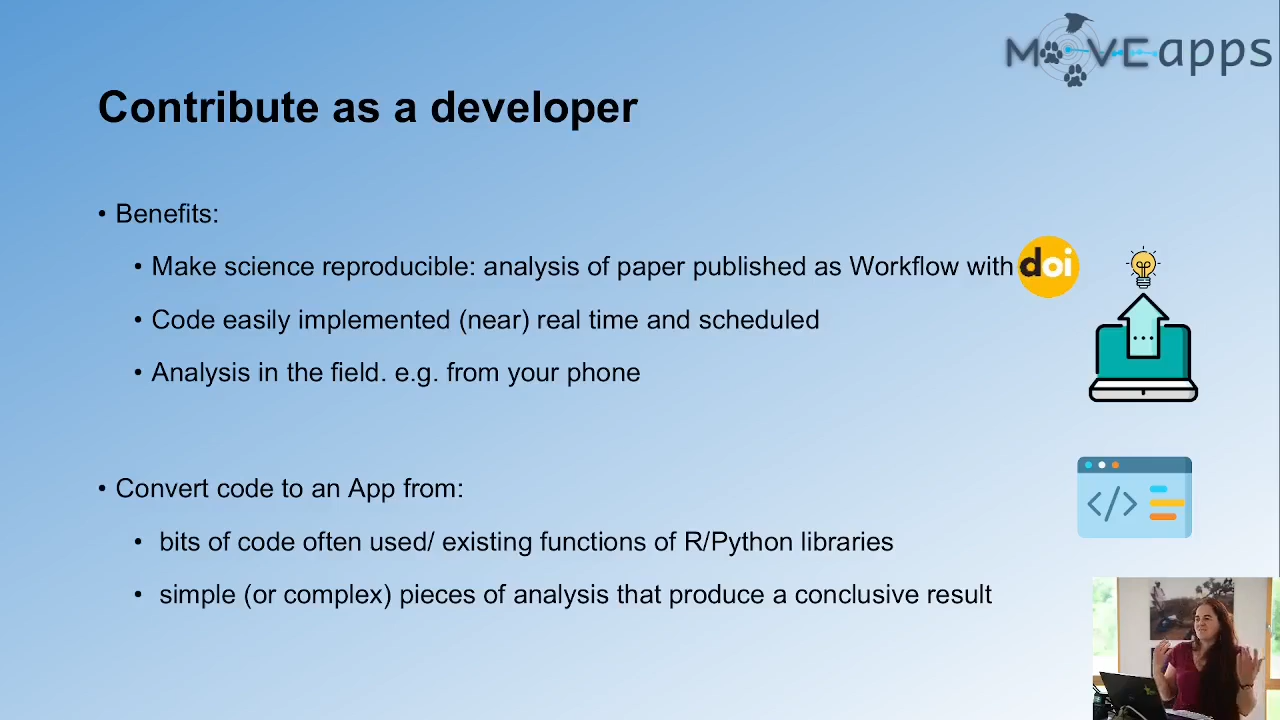 MOVE apps
Contribute as a developer
• Benefits:
• Make science reproducible: analysis of paper published as Workflow with doi
• Code easily implemented (near) real time and scheduled
• Analysis in the field. e.g. from your phone
• Convert code to an App from:
</>
• bits of code often used/ existing functions of R/Python libraries
• simple (or complex) pieces of analysis that produce a conclusive result